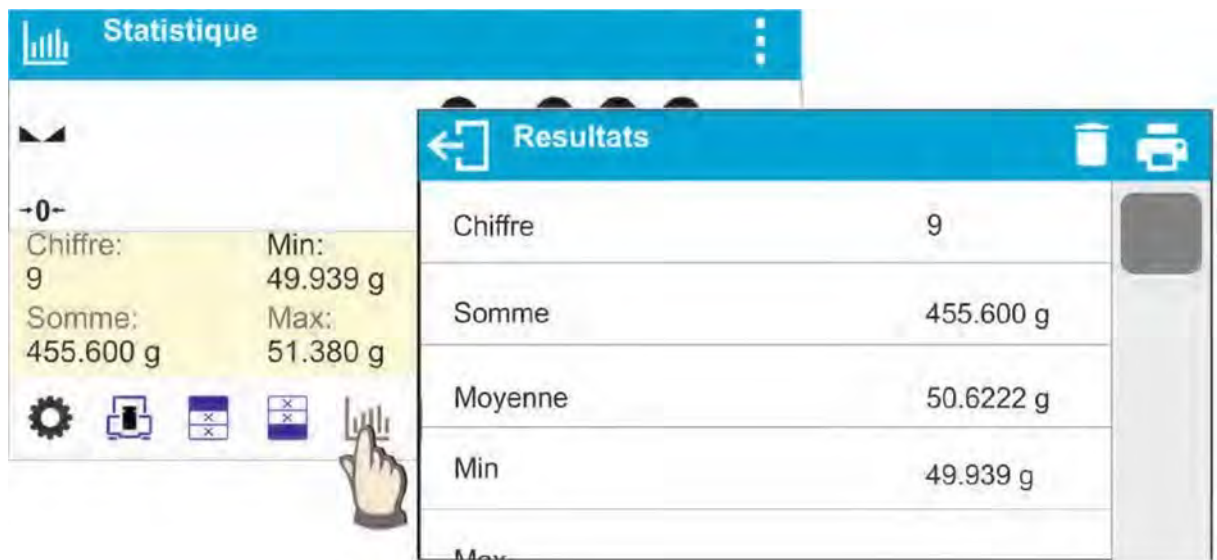 Statistique
→0←
Chiffre:
9
Min:
49.939 g
Somme:
455.600 g
Max:
51.380 g
Resultats
Chiffre 9
Somme 455.600 g
Moyenne 50.6222 g
Min 49.939 g
Max